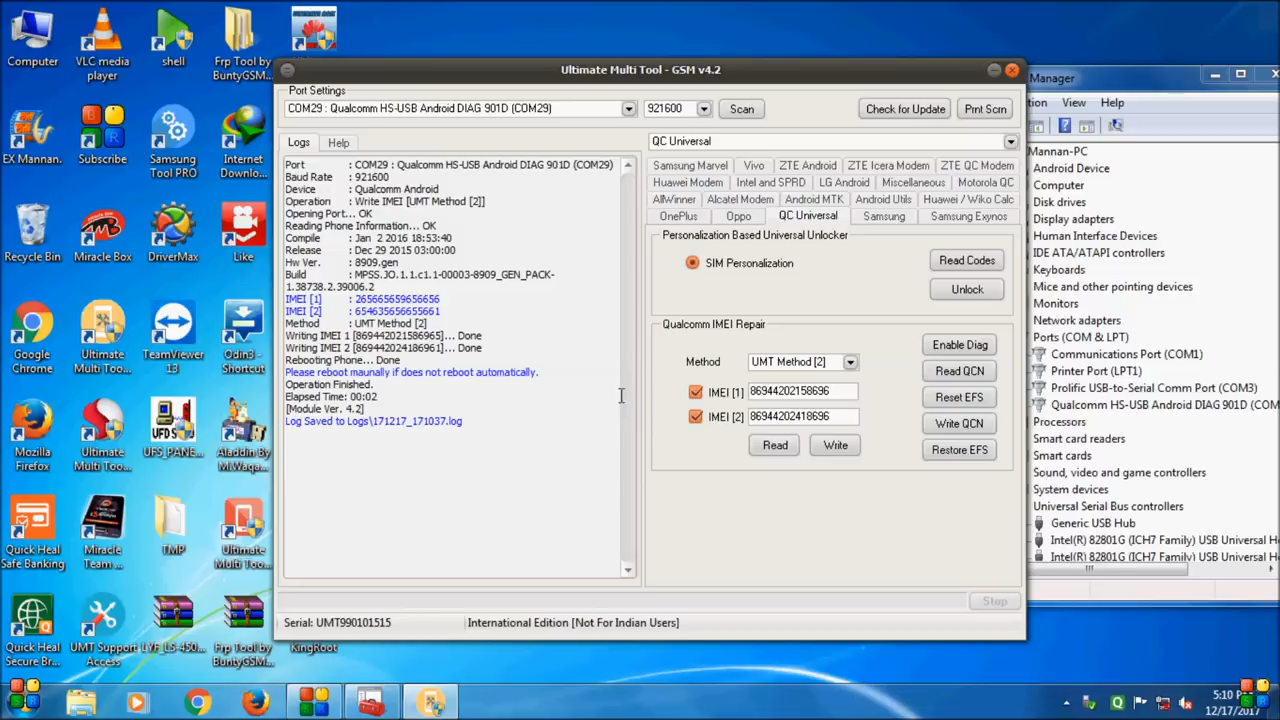 Computer
VLC media
player
shell
Frp Tool by
BuntyGSM...
EX Mannan.
Subscribe
Samsung
Tool PRO
Internet
Downlo...
Recycle Bin
Miracle Box
DriverMax
Like
Google
Chrome
Ultimate
Multi Too...
TeamViewer
13
Odin3 -
Shortcut
Mozilla
Firefox
Ultimate
Multi Too...
UFS_PANE...
Aladdin By
M.Waqa...
Quick Heal
Safe Banking
Miracle
Team ...
TMP
Ultimate
Multi Too...
Quick Heal
Secure Br...
UMT Support
Access
LYF_LS-450...
Frp Tool by
BuntyGSM...
KingRoot
Ultimate Multi Tool - GSM v4.2
Port Settings
COM29 : Qualcomm HS-USB Android DIAG 901D (COM29)
921600
Scan
Check for Update
Prnt Scrn
Logs
Help
Port : COM29 : Qualcomm HS-USB Android DIAG 901D (COM29)
Baud Rate : 921600
Device : Qualcomm Android
Operation : Write IMEI [UMT Method [2]]
Opening Port... OK
Reading Phone Information... OK
Compile : Jan 2 2016 18:53:40
Release : Dec 29 2015 03:00:00
Hw Ver. : 8909.gen
Build : MPSS.JO.1.1.c1.1-00003-8909_GEN_PACK-
1.38738.2.39006.2
IMEI [1] : 265665659656656
IMEI [2] : 654635656655661
Method : UMT Method [2]
Writing IMEI 1 [869442021586965]... Done
Writing IMEI 2 [869442024186961]... Done
Rebooting Phone... Done
Please reboot maunally if does not reboot automatically.
Operation Finished.
Elapsed Time: 00:02
[Module Ver. 4.2]
Log Saved to Logs\171217_171037.log
QC Universal
Samsung Marvel
Vivo
ZTE Android
ZTE Icera Modem
ZTE QC Modem
Huawei Modem
Intel and SPRD
LG Android
Miscellaneous
Motorola QC
AllWinner
Alcatel Modem
Android MTK
Android Utils
Huawei / Wiko Calc
OnePlus
Oppo
QC Universal
Samsung
Samsung Exynos
Personalization Based Universal Unlocker
SIM Personalization
Read Codes
Unlock
Qualcomm IMEI Repair
Method
UMT Method [2]
Enable Diag
IMEI [1]
86944202158696
Read QCN
Reset EFS
IMEI [2]
86944202418696
Write QCN
Read
Write
Restore EFS
Stop
Serial: UMT990101515
International Edition [Not For Indian Users]
Manager
tion
View
Help
Mannan-PC
Android Device
Computer
Disk drives
Display adapters
Human Interface Devices
IDE ATA/ATAPI controllers
Keyboards
Mice and other pointing devices
Monitors
Network adapters
Ports (COM & LPT)
Communications Port (COM1)
Printer Port (LPT1)
Prolific USB-to-Serial Comm Port (COM3)
Qualcomm HS-USB Android DIAG 901D (COM29
Processors
Smart card readers
Smart cards
Sound, video and game controllers
System devices
Universal Serial Bus controllers
Generic USB Hub
Intel(R) 82801G (ICH7 Family) USB Universal Ho
Intel(R) 82801G (ICH7 Family) USB Universal Ho
5:10 PM
12/17/2017